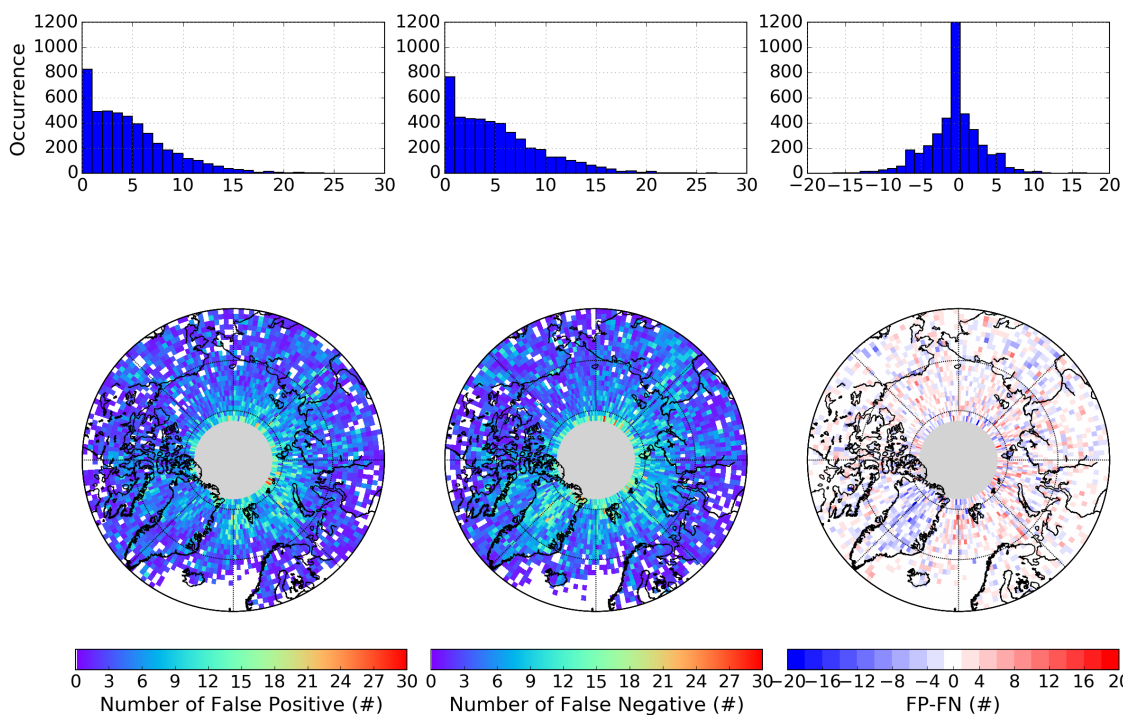 Occurrence
1200 1000 800 600 400 200 0
0 5 10 15 20 25 30
1200 1000 800 600 400 200 0
0 5 10 15 20 25 30
1200 1000 800 600 400 200 0
−20 −15 −10 −5 0 5 10 15 20
0 3 6 9 12 15 18 21 24 27 30
Number of False Positive (#)
0 3 6 9 12 15 18 21 24 27 30
Number of False Negative (#)
−20 −16 −12 −8 −4 0 4 8 12 16 20
FP-FN (#)